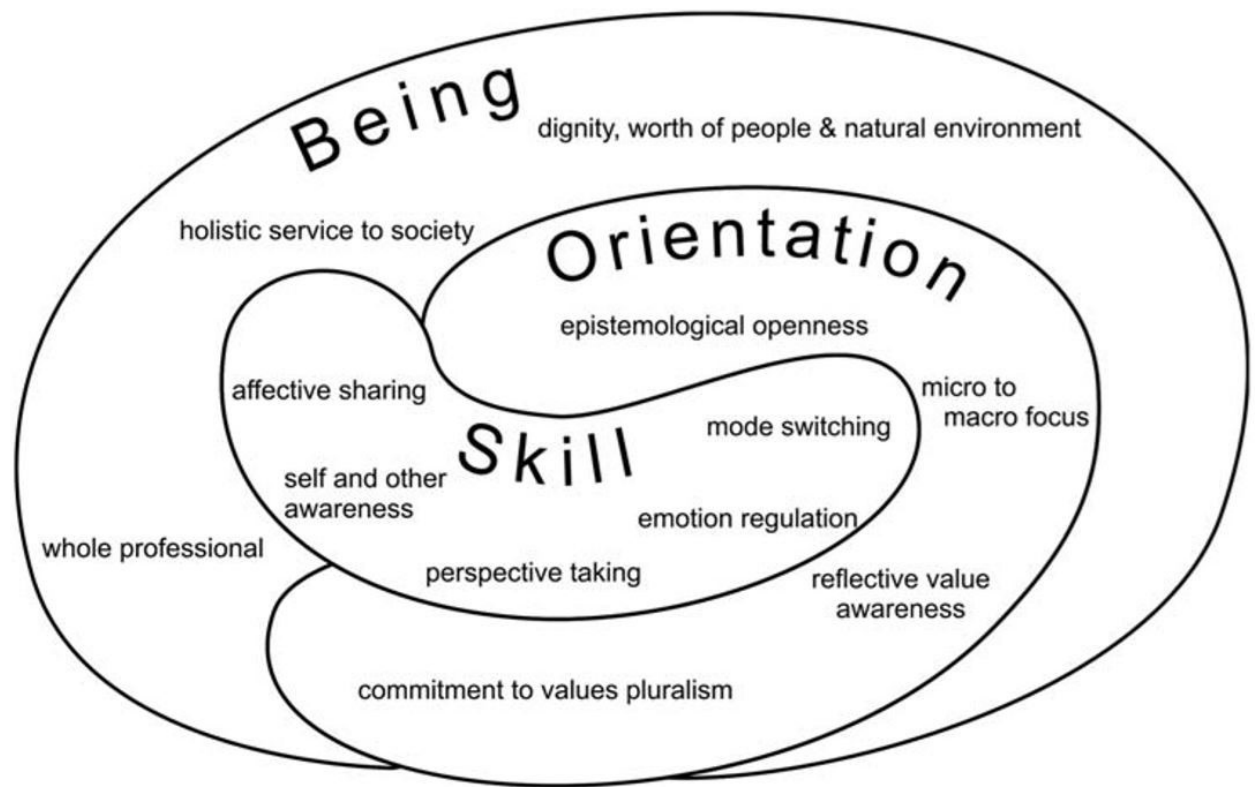 Being
dignity, worth of people & natural environment
holistic service to society
Orientation
epistemological openness
affective sharing
micro to
macro focus
Skill
mode switching
self and other
awareness
emotion regulation
whole professional
perspective taking
reflective value
awareness
commitment to values pluralism